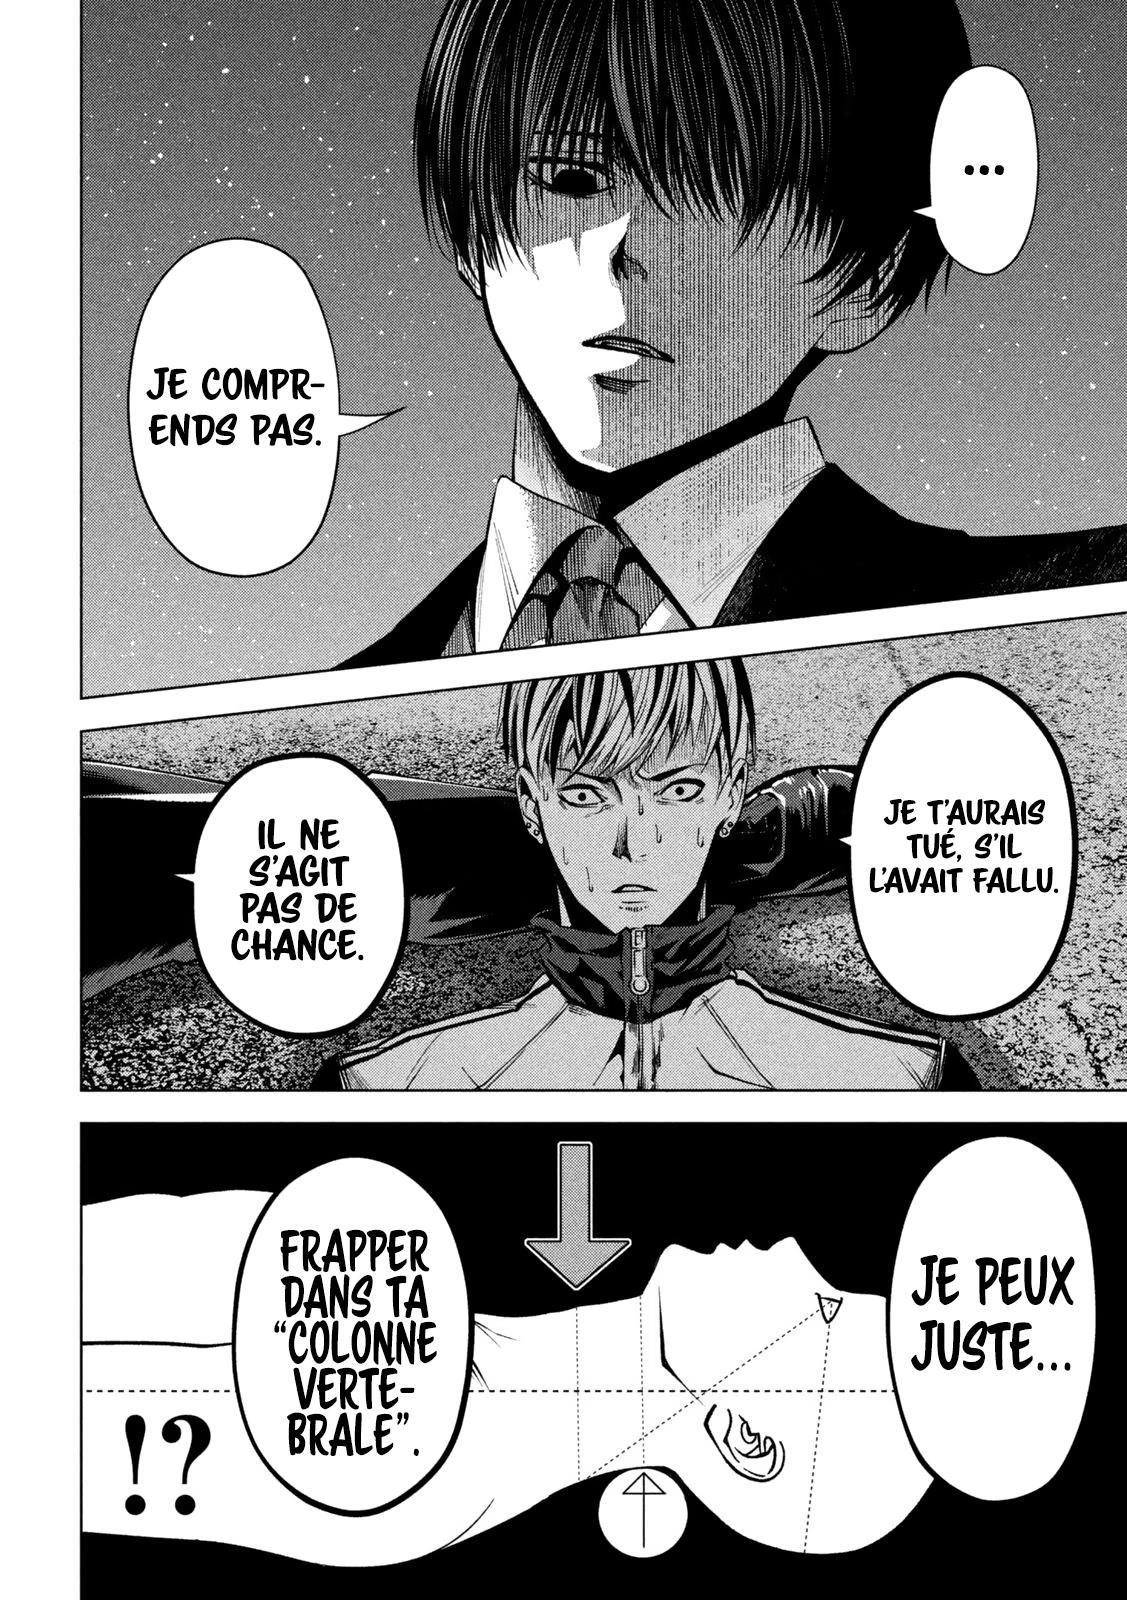 ...
JE COMPR-
ENDS PAS.
JE T'AURAIS
TUÉ, S'IL
L'AVAIT FALLU.
IL NE
S'AGIT
PAS DE
CHANCE.
JE PEUX
JUSTE...
FRAPPER
DANS TA
“COLONNE
VERTÉ-
BRALE”.
!?